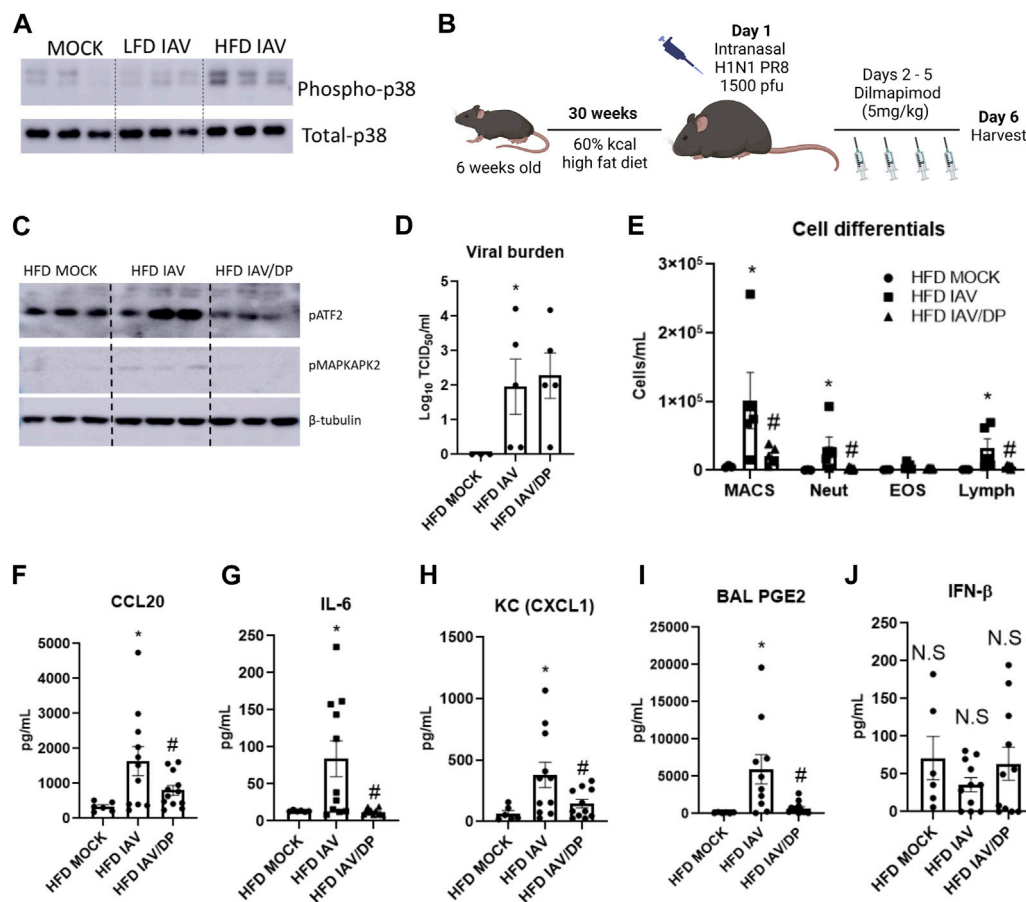 A
MOCK
LFD IAV
HFD IAV
Phospho-p38
Total-p38
B
6 weeks old
30 weeks
60% kcal
high fat diet
Day 1
Intranasal
H1N1 PR8
1500 pfu
Days 2 - 5
Dilmapimod
(5mg/kg)
Day 6
Harvest
C
HFD MOCK
HFD IAV
HFD IAV/DP
pATF2
pMAPKAPK2
β-tubulin
D
Viral burden
Log₁₀ TCID₅₀/ml
5
4
3
2
1
0
*
HFD MOCK
HFD IAV
HFD IAV/DP
E
Cell differentials
Cells/mL
3×10⁵
2×10⁵
1×10⁵
0
HFD MOCK
HFD IAV
HFD IAV/DP
*
#
*
#
*
#
MACS
Neut
EOS
Lymph
F
CCL20
pg/mL
5000
4000
3000
2000
1000
0
*
#
HFD MOCK
HFD IAV
HFD IAV/DP
G
IL-6
pg/mL
250
200
150
100
50
0
*
#
HFD MOCK
HFD IAV
HFD IAV/DP
H
KC (CXCL1)
pg/mL
1500
1000
500
0
*
#
HFD MOCK
HFD IAV
HFD IAV/DP
I
BAL PGE2
pg/mL
25000
20000
15000
10000
5000
0
*
#
HFD MOCK
HFD IAV
HFD IAV/DP
J
IFN-β
pg/mL
250
200
150
100
50
0
N.S
N.S
N.S
HFD MOCK
HFD IAV
HFD IAV/DP